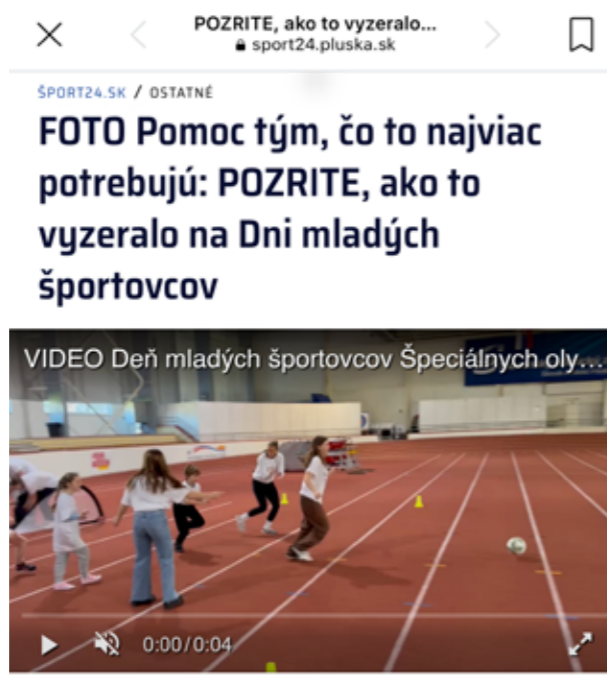 POZRITE, ako to vyzeralo...
sport24.pluska.sk
ŠPORT24.SK / OSTATNÉ
FOTO Pomoc tým, čo to najviac
potrebujú: POZRITE, ako to
vyzeralo na Dni mladých
športovcov
VIDEO Deň mladých športovcov Špeciálnych oly...
0:00/0:04